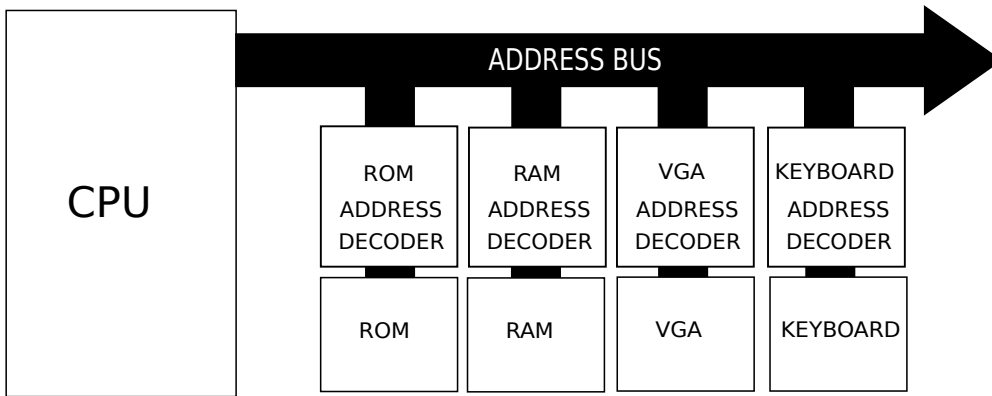 ADDRESS BUS
CPU
ROM
ADDRESS
DECODER
RAM
ADDRESS
DECODER
VGA
ADDRESS
DECODER
KEYBOARD
ADDRESS
DECODER
ROM
RAM
VGA
KEYBOARD